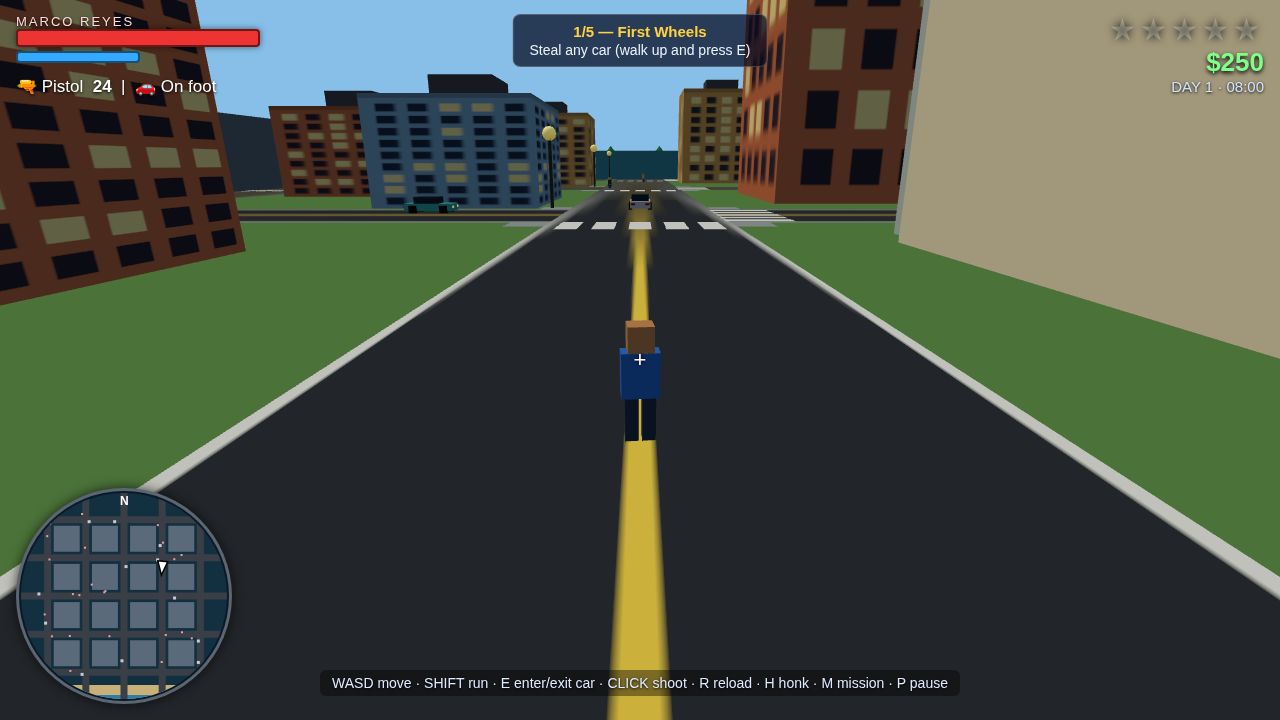 MARCO REYES
🔫 Pistol 24 | 🚗 On foot
1/5 — First Wheels
Steal any car (walk up and press E)
★★★★★
$250
DAY 1 · 08:00
N
WASD move · SHIFT run · E enter/exit car · CLICK shoot · R reload · H honk · M mission · P pause